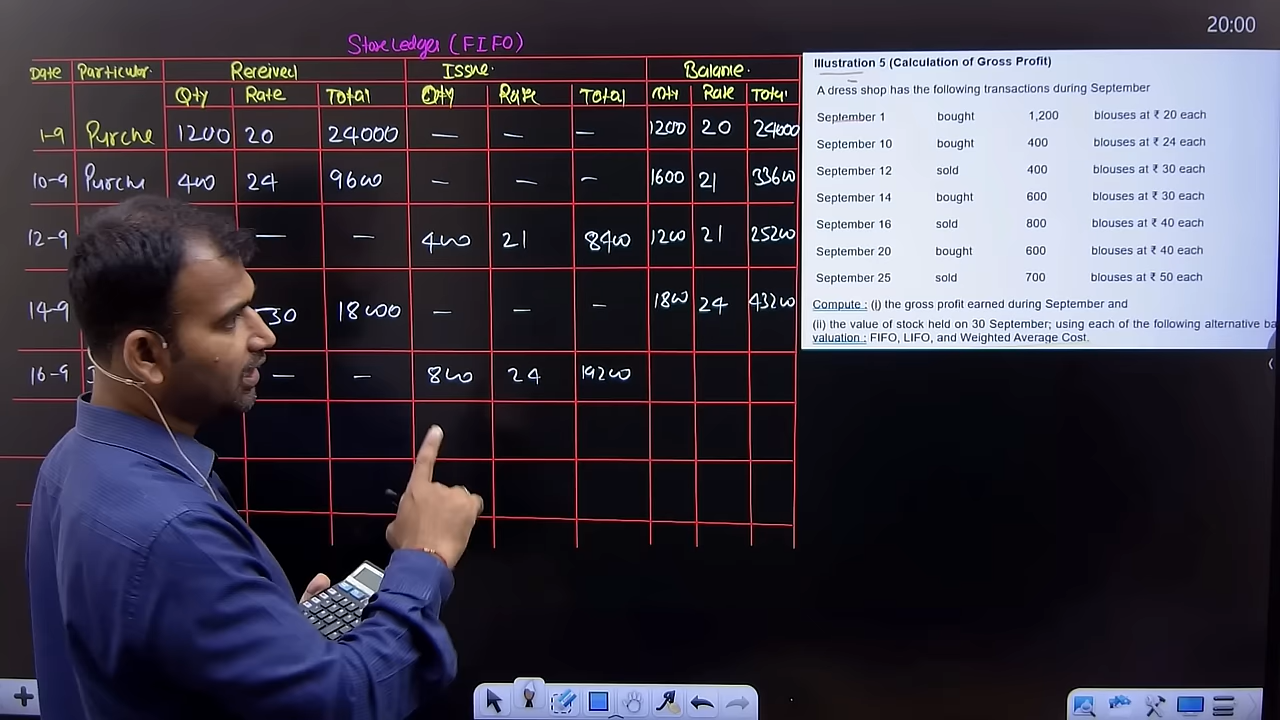 20:00
Store Ledger (FIFO)
Date Particular. Received Issue. Balance.
Qty Rate Total Qty Rate Total Qty Rate Total
1-9 Purche 1200 20 24000 — — — 1200 20 24000
10-9 Purche 400 24 9600 — — — 1600 21 33600
12-9 — — 400 21 8400 1200 21 25200
14-9 30 18000 — — — 1800 24 43200
16-9 — — 800 24 19200
Illustration 5 (Calculation of Gross Profit)
A dress shop has the following transactions during September
September 1 bought 1,200 blouses at ₹ 20 each
September 10 bought 400 blouses at ₹ 24 each
September 12 sold 400 blouses at ₹ 30 each
September 14 bought 600 blouses at ₹ 30 each
September 16 sold 800 blouses at ₹ 40 each
September 20 bought 600 blouses at ₹ 40 each
September 25 sold 700 blouses at ₹ 50 each
Compute : (i) the gross profit earned during September and
(ii) the value of stock held on 30 September; using each of the following alternative ba
valuation : FIFO, LIFO, and Weighted Average Cost.